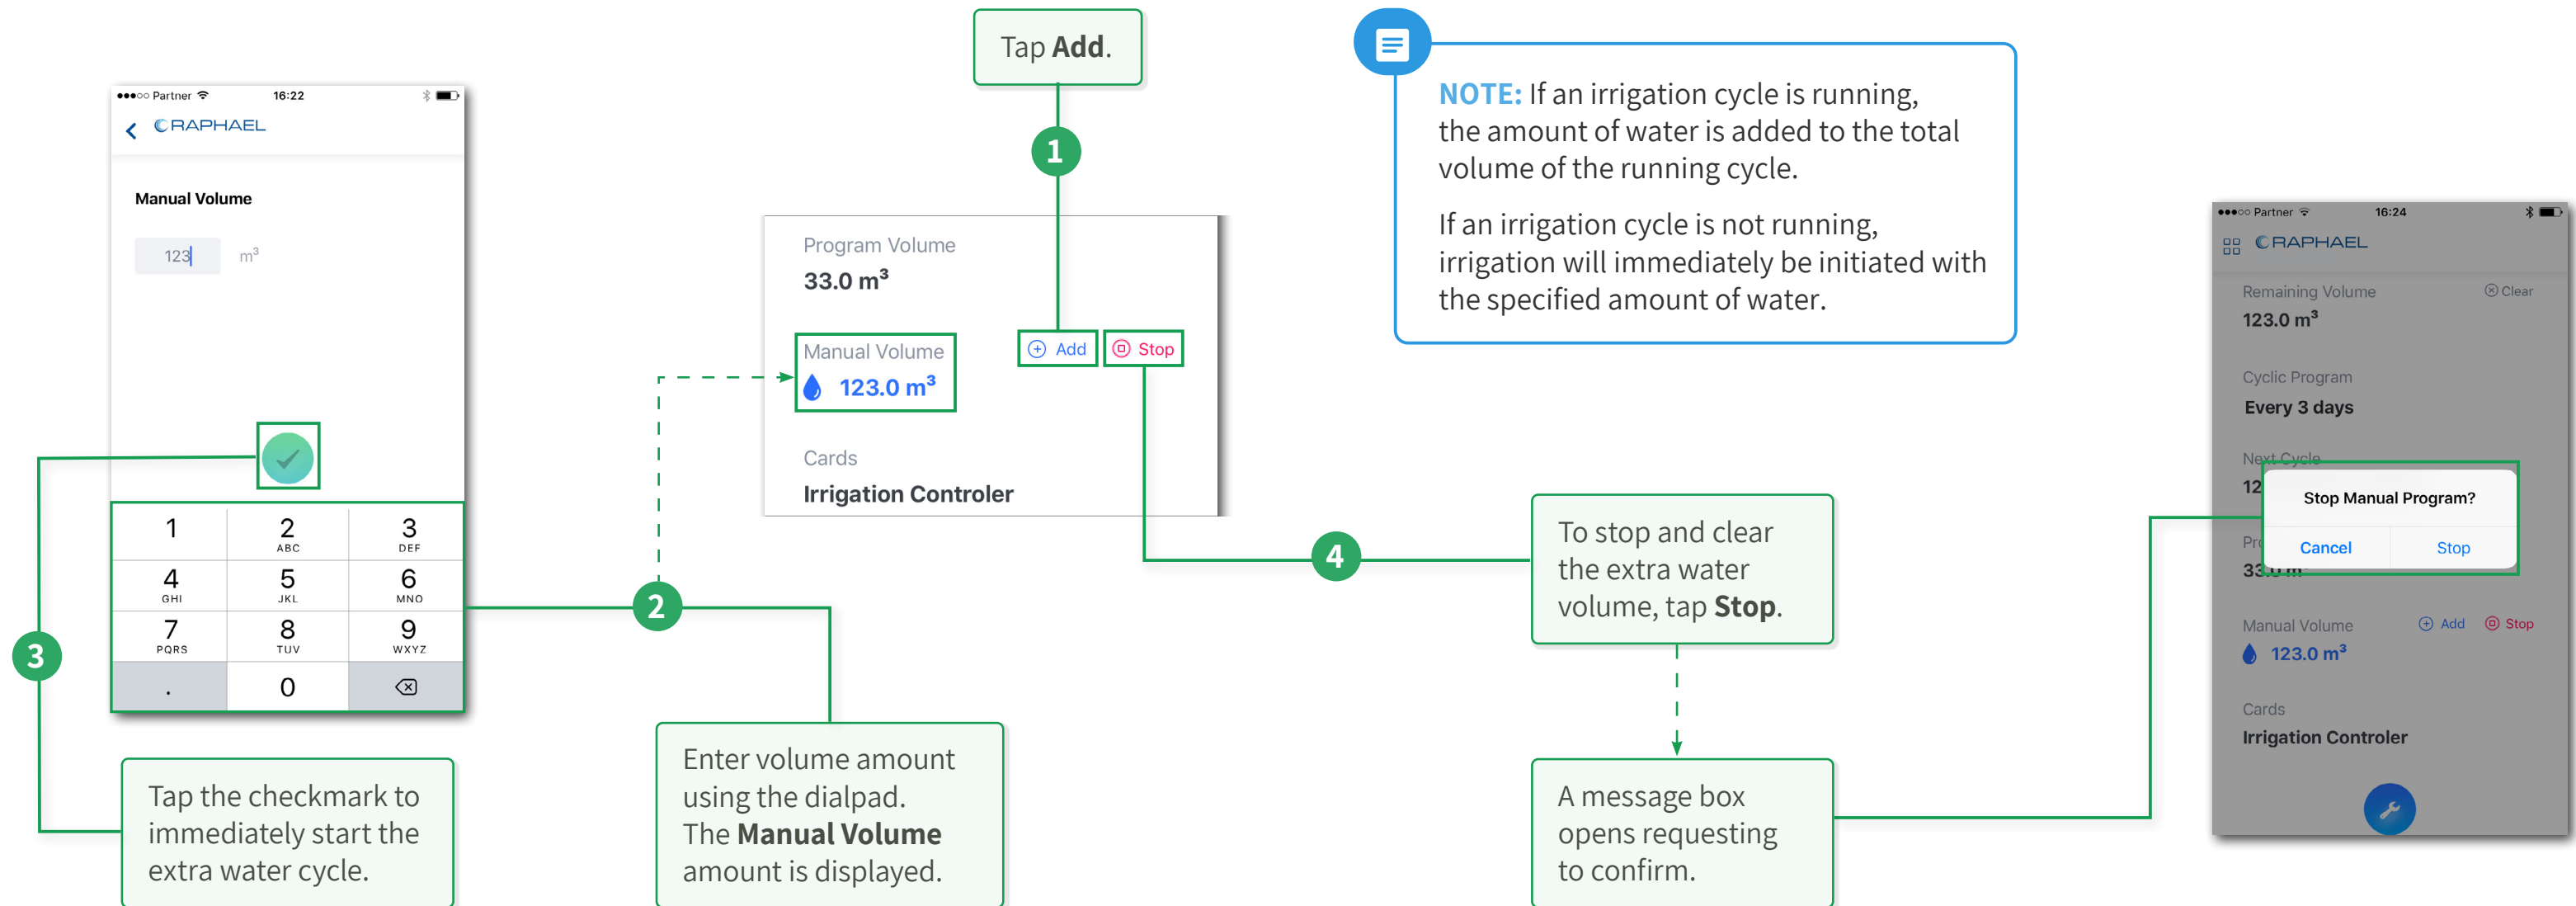 Tap Add.
1
NOTE: If an irrigation cycle is running,
the amount of water is added to the total
volume of the running cycle.
If an irrigation cycle is not running,
irrigation will immediately be initiated with
the specified amount of water.
Partner 16:22
RAPHAEL
Manual Volume
123 m³
1 2 3
ABC DEF
4 5 6
GHI JKL MNO
7 8 9
PQRS TUV WXYZ
. 0
3
Tap the checkmark to
immediately start the
extra water cycle.
2
Enter volume amount
using the dialpad.
The Manual Volume
amount is displayed.
Program Volume
33.0 m³
Manual Volume Add Stop
123.0 m³
Cards
Irrigation Controler
4
To stop and clear
the extra water
volume, tap Stop.
A message box
opens requesting
to confirm.
Partner 16:24
RAPHAEL
Remaining Volume Clear
123.0 m³
Cyclic Program
Every 3 days
Next Cycle
12
Stop Manual Program?
Cancel Stop
Pro
33.0 m³
Manual Volume Add Stop
123.0 m³
Cards
Irrigation Controler